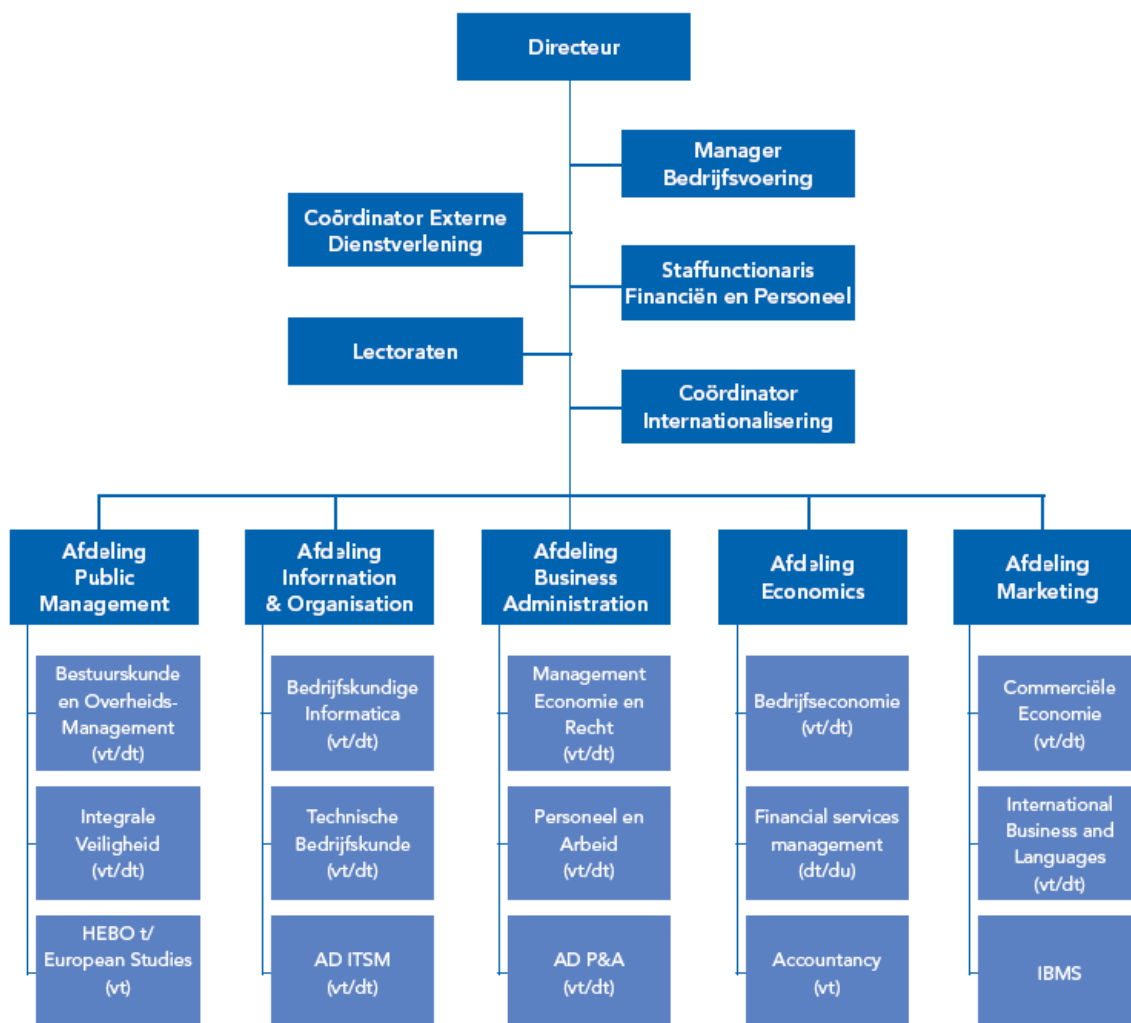 Directeur
Manager
Bedrijfsvoering
Coördinator Externe
Dienstverlening
Staffunctionaris
Financiën en Personeel
Lectoraten
Coördinator
Internationalisering
Afdeling
Public
Management
Afdeling
Information
& Organisation
Afdeling
Business
Administration
Afdeling
Economics
Afdeling
Marketing
Bestuurskunde
en Overheids-
Management
(vt/dt)
Bedrijfskundige
Informatica
(vt/dt)
Management
Economie en
Recht
(vt/dt)
Bedrijfseconomie
(vt/dt)
Commerciële
Economie
(vt/dt)
Integrale
Veiligheid
(vt/dt)
Technische
Bedrijfskunde
(vt/dt)
Personeel en
Arbeid
(vt/dt)
Financial services
management
(dt/du)
International
Business and
Languages
(vt/dt)
HEBO t/
European Studies
(vt)
AD ITSM
(vt/dt)
AD P&A
(vt/dt)
Accountancy
(vt)
IBMS